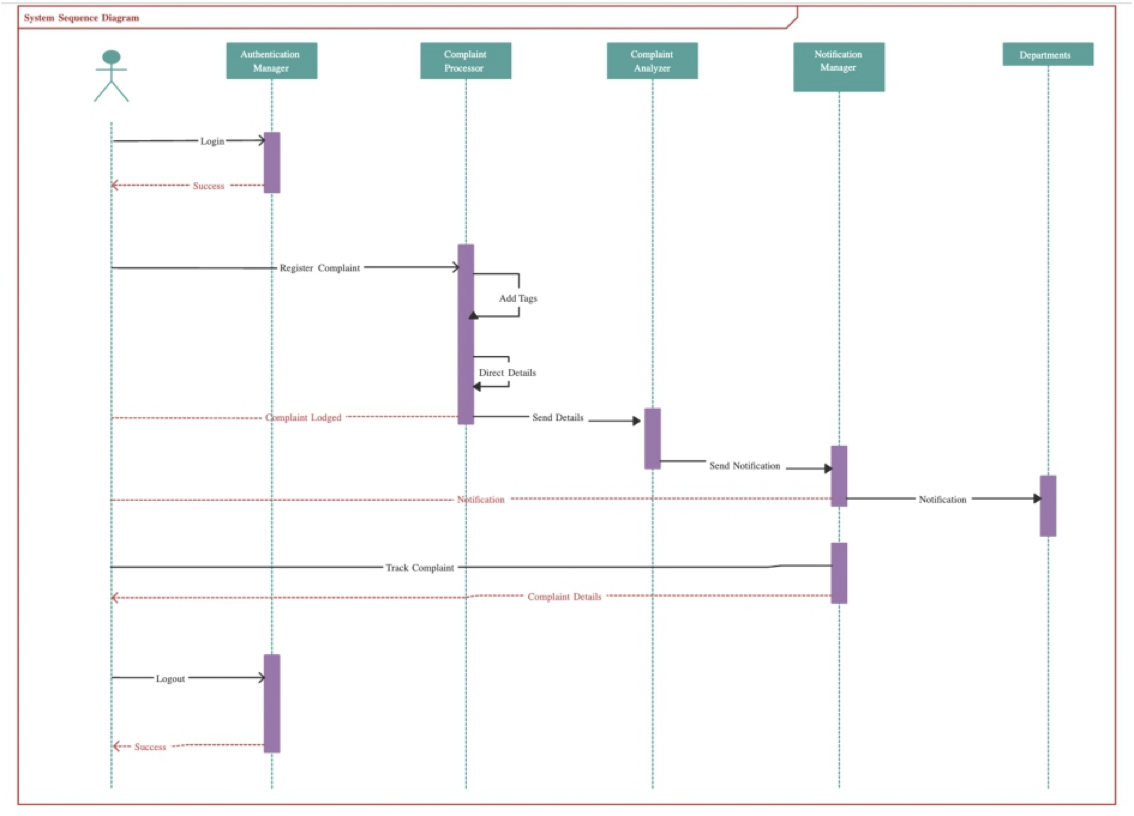 System Sequence Diagram
Authentication
Manager
Complaint
Processor
Complaint
Analyzer
Notification
Manager
Departments
Login
Success
Register Complaint
Add Tags
Direct Details
Complaint Lodged
Send Details
Send Notification
Notification
Notification
Track Complaint
Complaint Details
Logout
Success